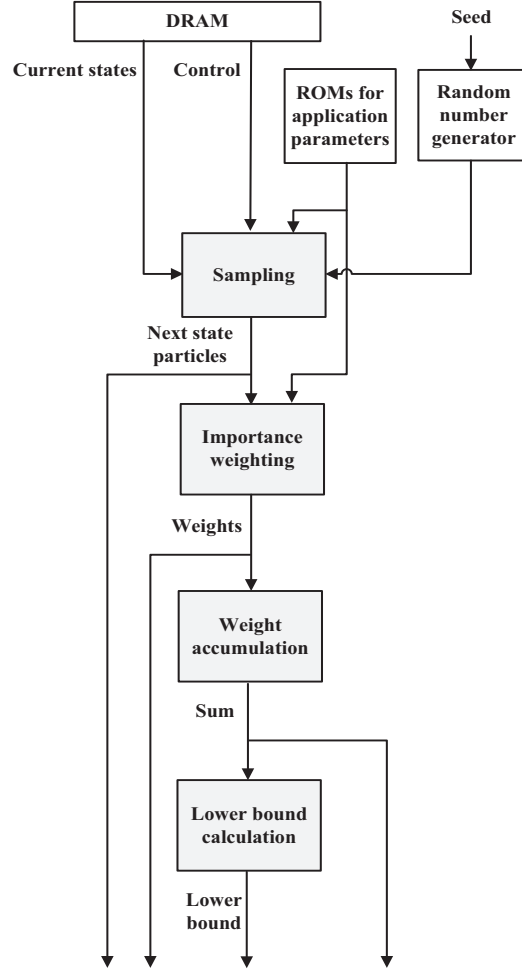 DRAM
Seed
Current states
Control
ROMs for
application
parameters
Random
number
generator
Sampling
Next state
particles
Importance
weighting
Weights
Weight
accumulation
Sum
Lower bound
calculation
Lower
bound